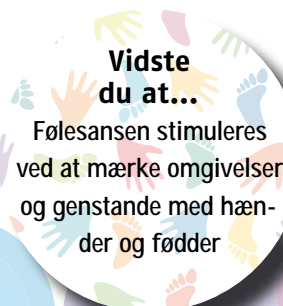 Vidste
du at...
Følesansen stimuleres
ved at mærke omgivelser
og genstande med hæn-
der og fødder